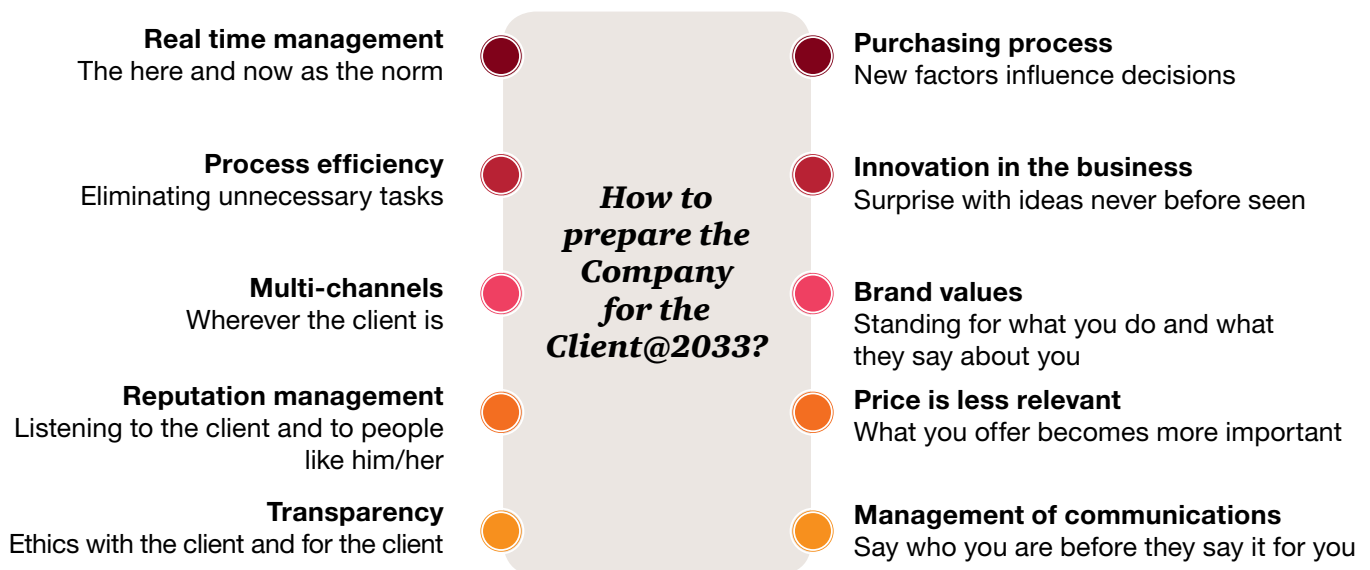 Real time management
The here and now as the norm
Process efficiency
Eliminating unnecessary tasks
Multi-channels
Wherever the client is
Reputation management
Listening to the client and to people
like him/her
Transparency
Ethics with the client and for the client
How to
prepare the
Company
for the
Client@2033?
Purchasing process
New factors influence decisions
Innovation in the business
Surprise with ideas never before seen
Brand values
Standing for what you do and what
they say about you
Price is less relevant
What you offer becomes more important
Management of communications
Say who you are before they say it for you